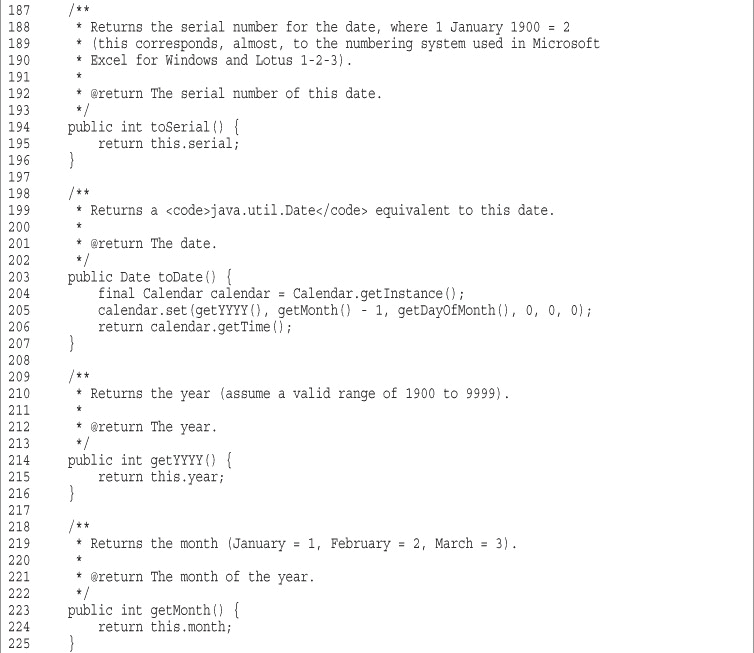 187     /**
188      * Returns the serial number for the date, where 1 January 1900 = 2
189      * (this corresponds, almost, to the numbering system used in Microsoft
190      * Excel for Windows and Lotus 1-2-3).
191      *
192      * @return The serial number of this date.
193      */
194     public int toSerial() {
195         return this.serial;
196     }
197
198     /**
199      * Returns a <code>java.util.Date</code> equivalent to this date.
200      *
201      * @return The date.
202      */
203     public Date toDate() {
204         final Calendar calendar = Calendar.getInstance();
205         calendar.set(getYYYY(), getMonth() - 1, getDayOfMonth(), 0, 0, 0);
206         return calendar.getTime();
207     }
208
209     /**
210      * Returns the year (assume a valid range of 1900 to 9999).
211      *
212      * @return The year.
213      */
214     public int getYYYY() {
215         return this.year;
216     }
217
218     /**
219      * Returns the month (January = 1, February = 2, March = 3).
220      *
221      * @return The month of the year.
222      */
223     public int getMonth() {
224         return this.month;
225     }